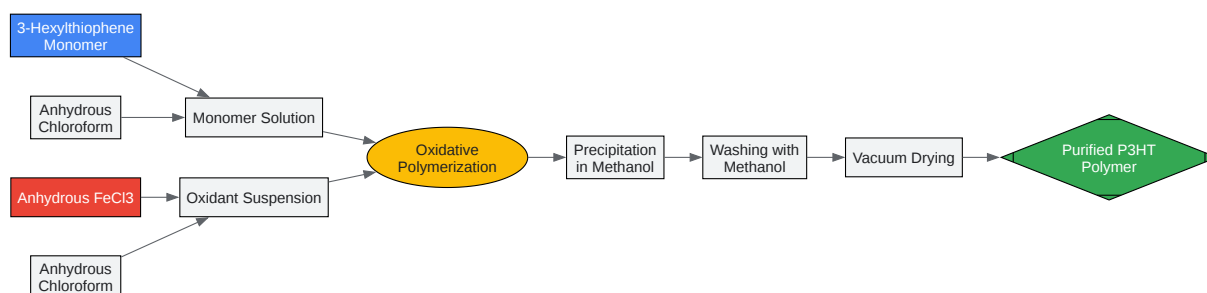 3-Hexylthiophene
Monomer
Anhydrous
Chloroform
Monomer Solution
Anhydrous FeCl3
Oxidant Suspension
Anhydrous
Chloroform
Oxidative
Polymerization
Precipitation
in Methanol
Washing with
Methanol
Vacuum Drying
Purified P3HT
Polymer